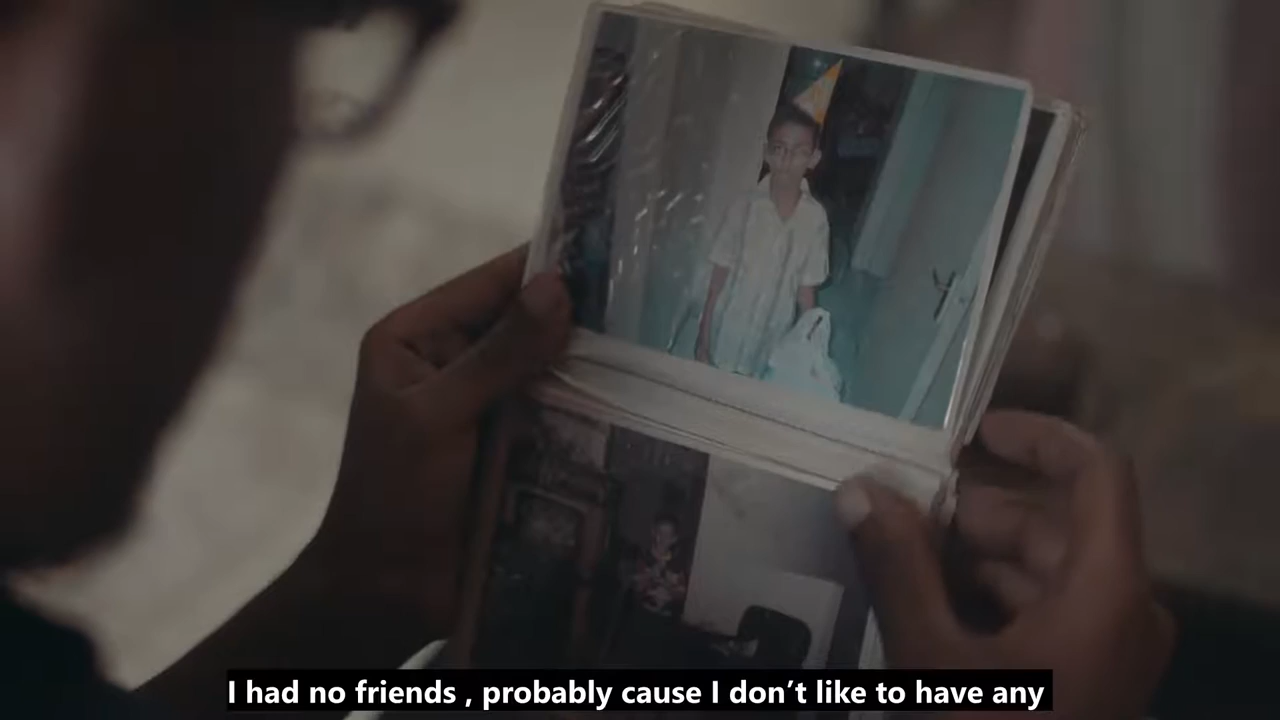 I had no friends , probably cause I don’t like to have any